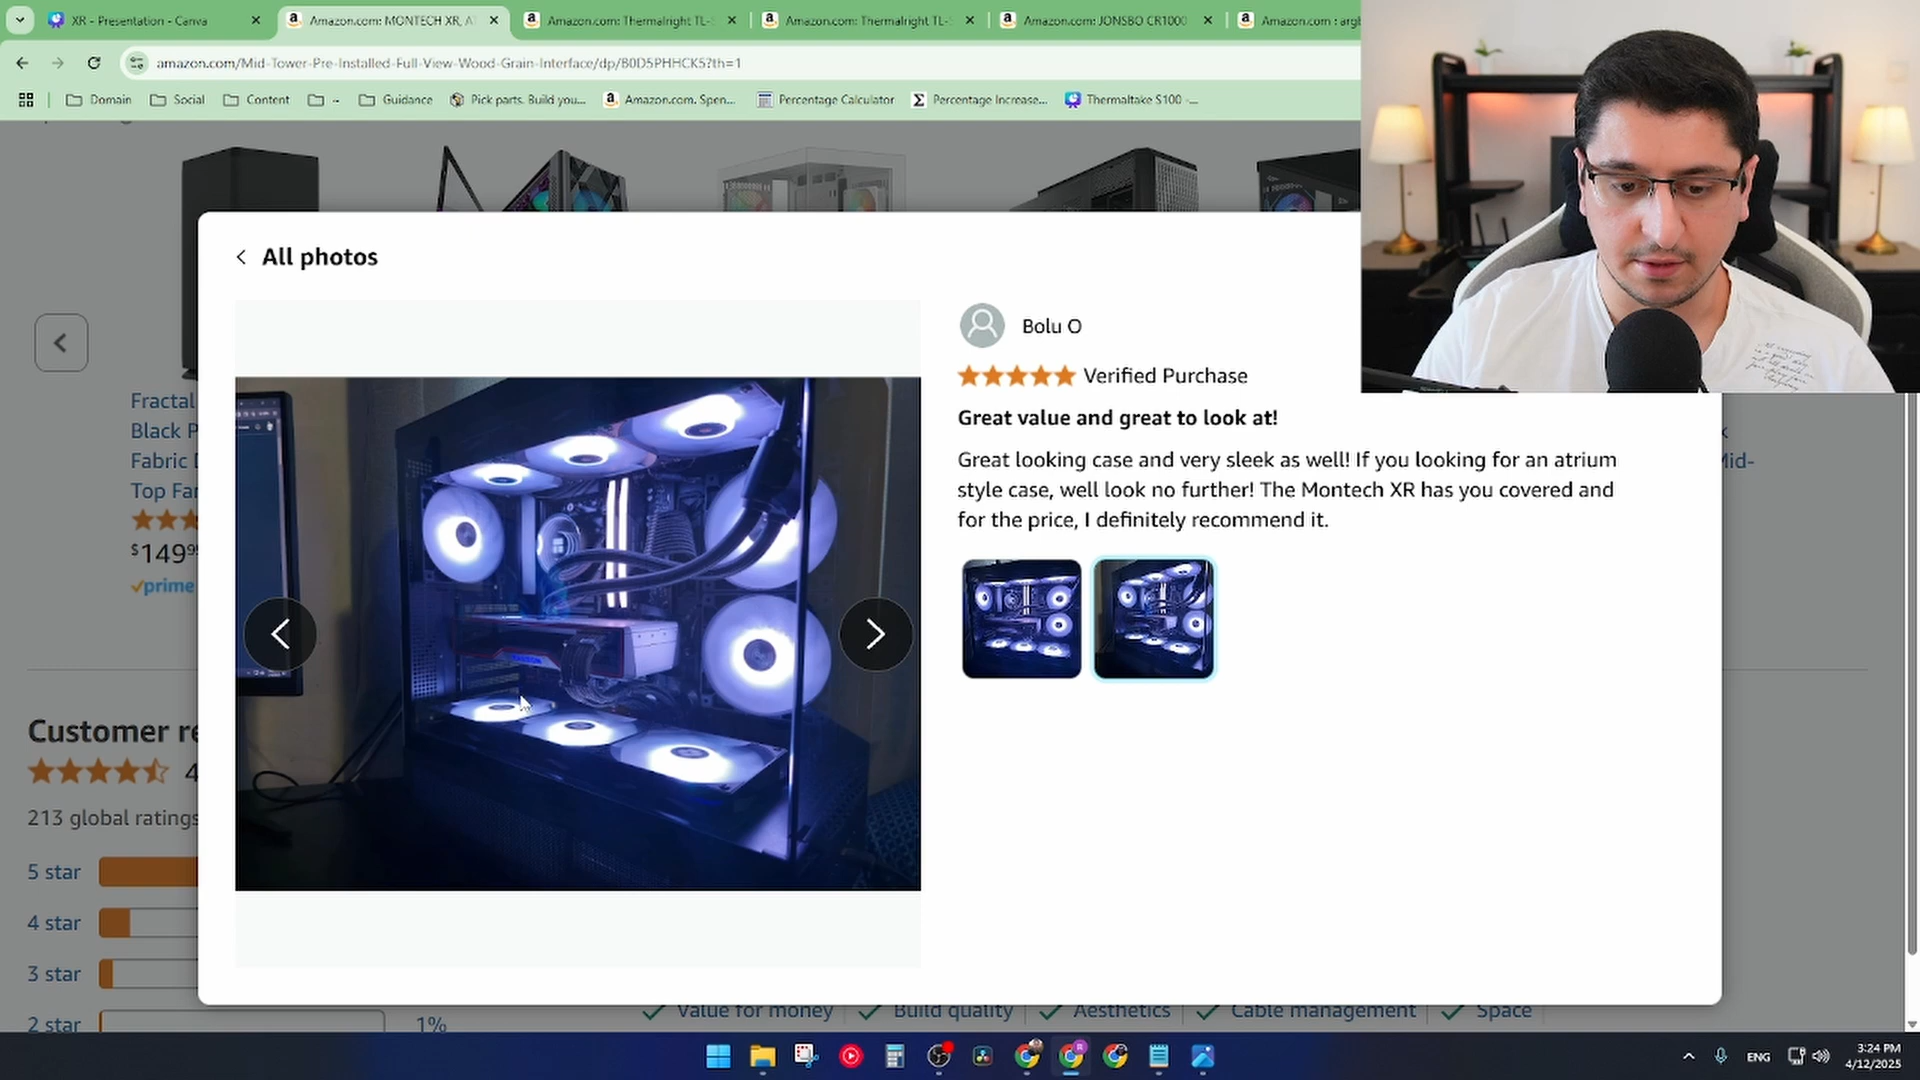 XR - Presentation - Canva
Amazon.com: MONTECH XR, A
Amazon.com: Thermalright TL-
Amazon.com: Thermalright TL-
Amazon.com: JONSBO CR1000
Amazon.com : argb
amazon.com/Mid-Tower-Pre-Installed-Full-View-Wood-Grain-Interface/dp/B0D5PHHCK5?th=1
Domain
Social
Content
..
Guidance
Pick parts. Build you...
Amazon.com. Spen...
Percentage Calculator
Percentage Increase...
Thermaltake S100 -...
All photos
Bolu O
Verified Purchase
Great value and great to look at!
Great looking case and very sleek as well! If you looking for an atrium
style case, well look no further! The Montech XR has you covered and
for the price, I definitely recommend it.
Fractal
Black P
Fabric
Top Fan
$149
prime
Mid-
Customer re
4
213 global ratings
5 star
4 star
3 star
2 star
1%
Value for money
Build quality
Aesthetics
Cable management
Space
ENG
3:24 PM
4/12/2025